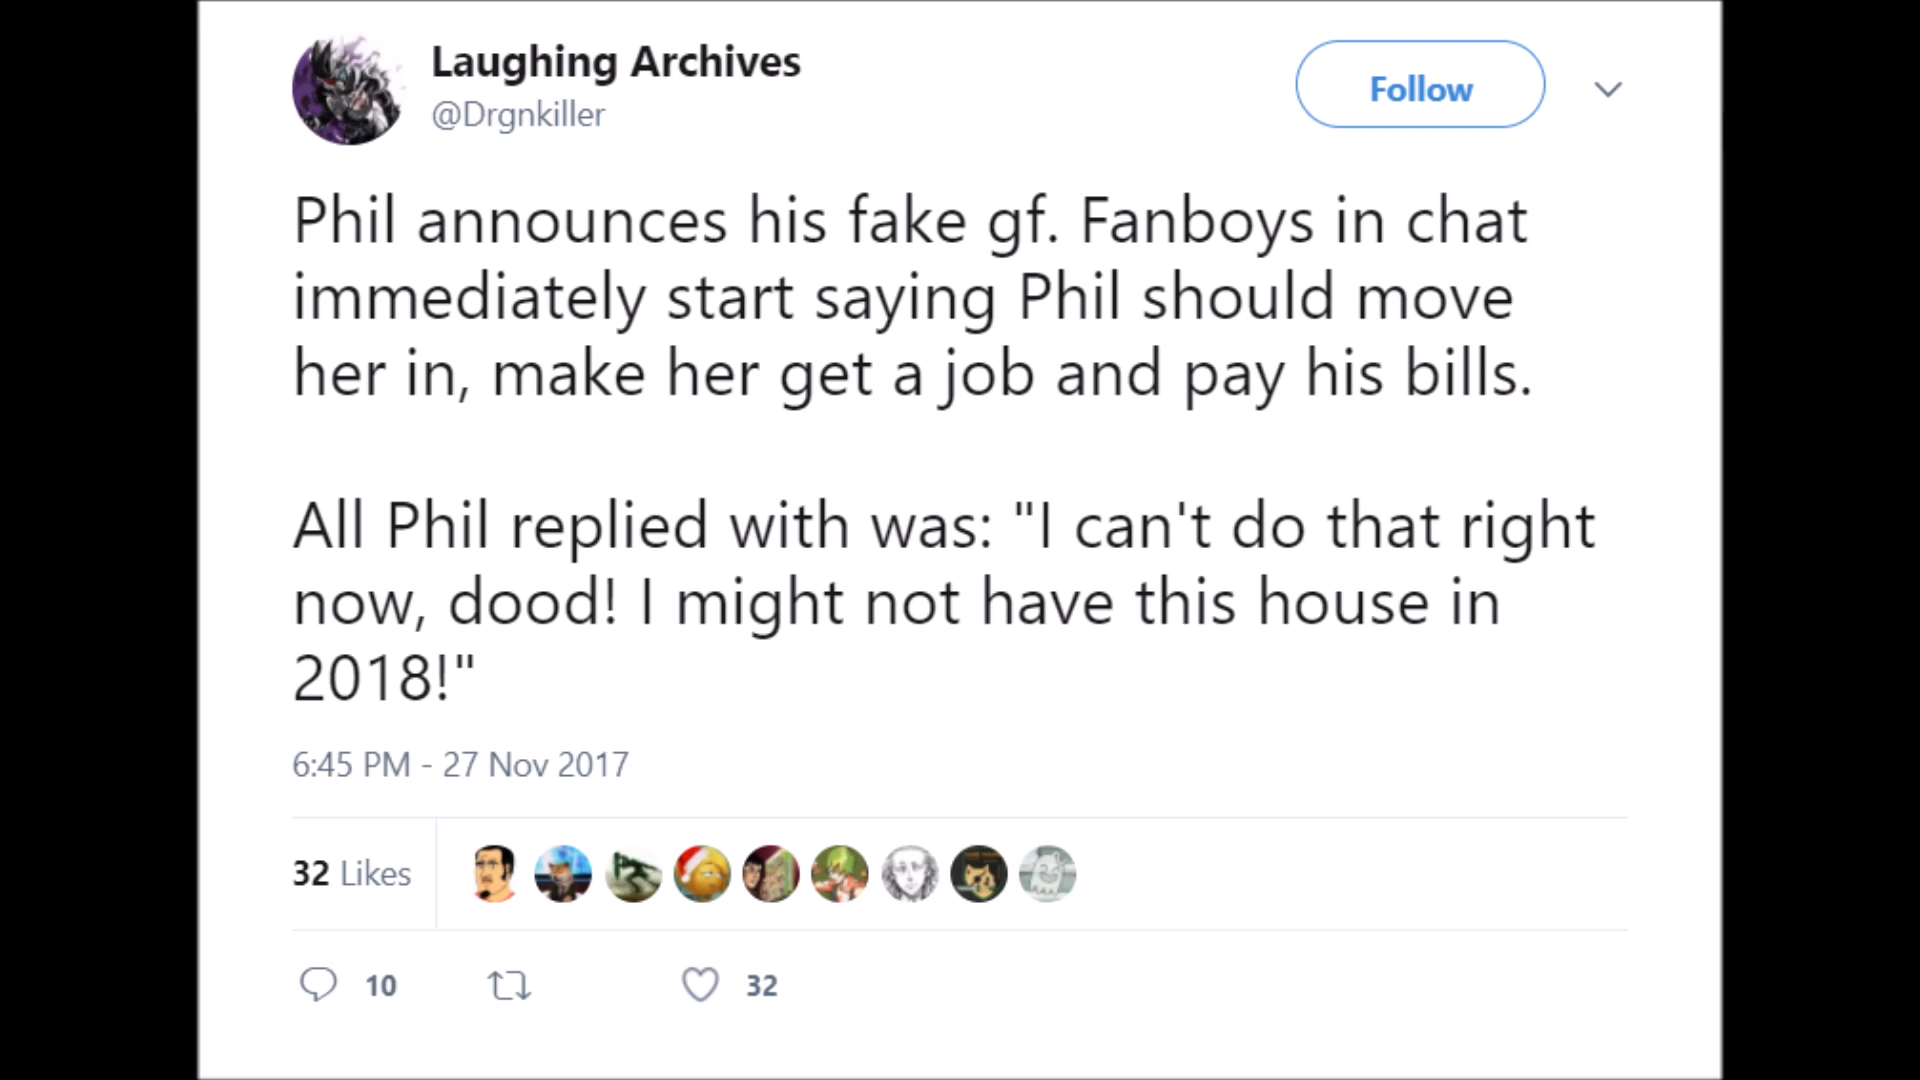 Laughing Archives
@Drgnkiller
Follow
Phil announces his fake gf. Fanboys in chat
immediately start saying Phil should move
her in, make her get a job and pay his bills.
All Phil replied with was: "I can't do that right
now, dood! I might not have this house in
2018!"
6:45 PM - 27 Nov 2017
32 Likes
10
32